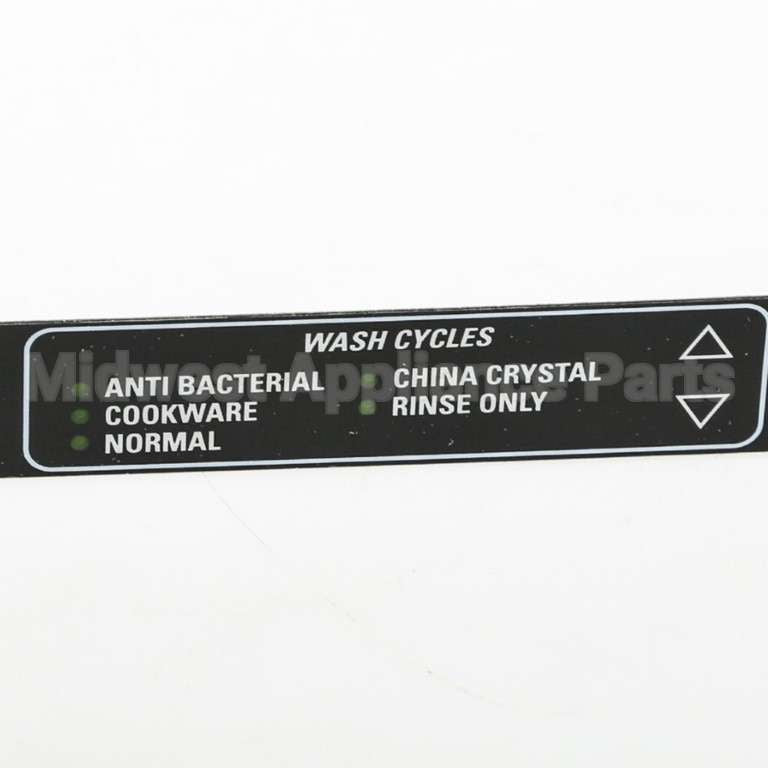 WASH CYCLES
ANTI BACTERIAL
COOKWARE
NORMAL
CHINA CRYSTAL
RINSE ONLY
Midwest Appliance Parts